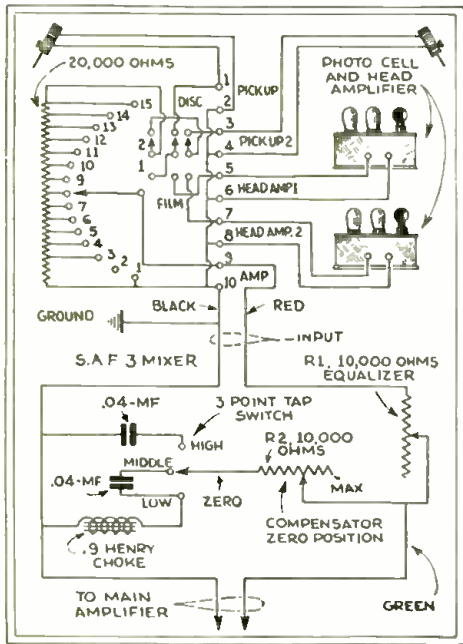 20,000 OHMS
15
14
13
12
11
10
9
7
6
5
4
3
2
1
DISC
2
1
FILM
1
2
PICKUP
3
4
PICKUP 2
5
6
HEAD AMP.1
7
8
HEAD AMP. 2
9
10
AMP
PHOTO CELL
AND HEAD
AMPLIFIER
BLACK
RED
GROUND
INPUT
S.A.F 3 MIXER
R1, 10,000 OHMS
EQUALIZER
.04-MF
3 POINT TAP
SWITCH
HIGH
R2, 10,000
OHMS
MIDDLE
.04-MF
LOW
ZERO
MAX
COMPENSATOR
ZERO POSITION
.9 HENRY
CHOKE
TO MAIN
AMPLIFIER
GREEN